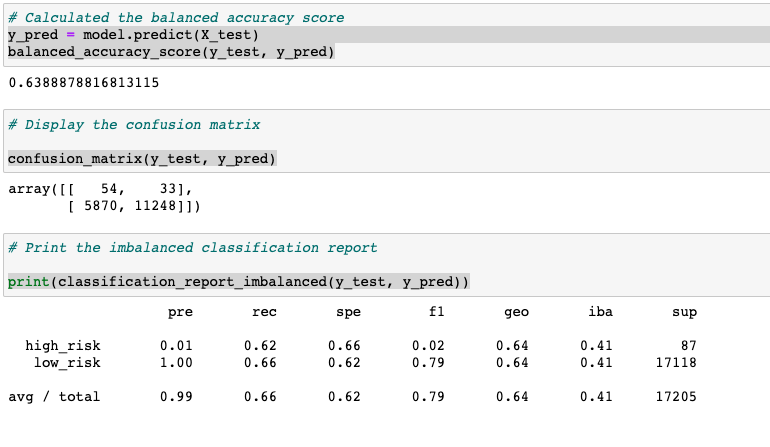 # Calculated the balanced accuracy score
y_pred = model.predict(X_test)
balanced_accuracy_score(y_test, y_pred)
0.6388878816813115
# Display the confusion matrix
confusion_matrix(y_test, y_pred)
array([[   54,    33],
       [ 5870, 11248]])
# Print the imbalanced classification report
print(classification_report_imbalanced(y_test, y_pred))
                   pre       rec       spe        f1       geo       iba       sup
  high_risk       0.01      0.62      0.66      0.02      0.64      0.41        87
   low_risk       1.00      0.66      0.62      0.79      0.64      0.41     17118
avg / total       0.99      0.66      0.62      0.79      0.64      0.41     17205